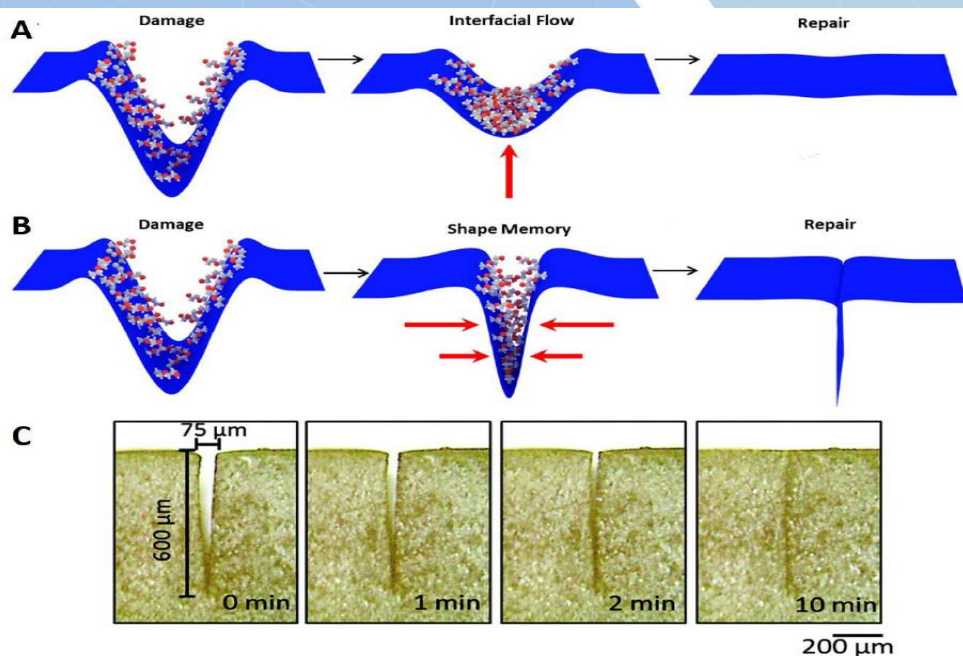 A
Damage
Interfacial Flow
Repair
B
Damage
Shape Memory
Repair
C
75 µm
600 µm
0 min
1 min
2 min
10 min
200 µm